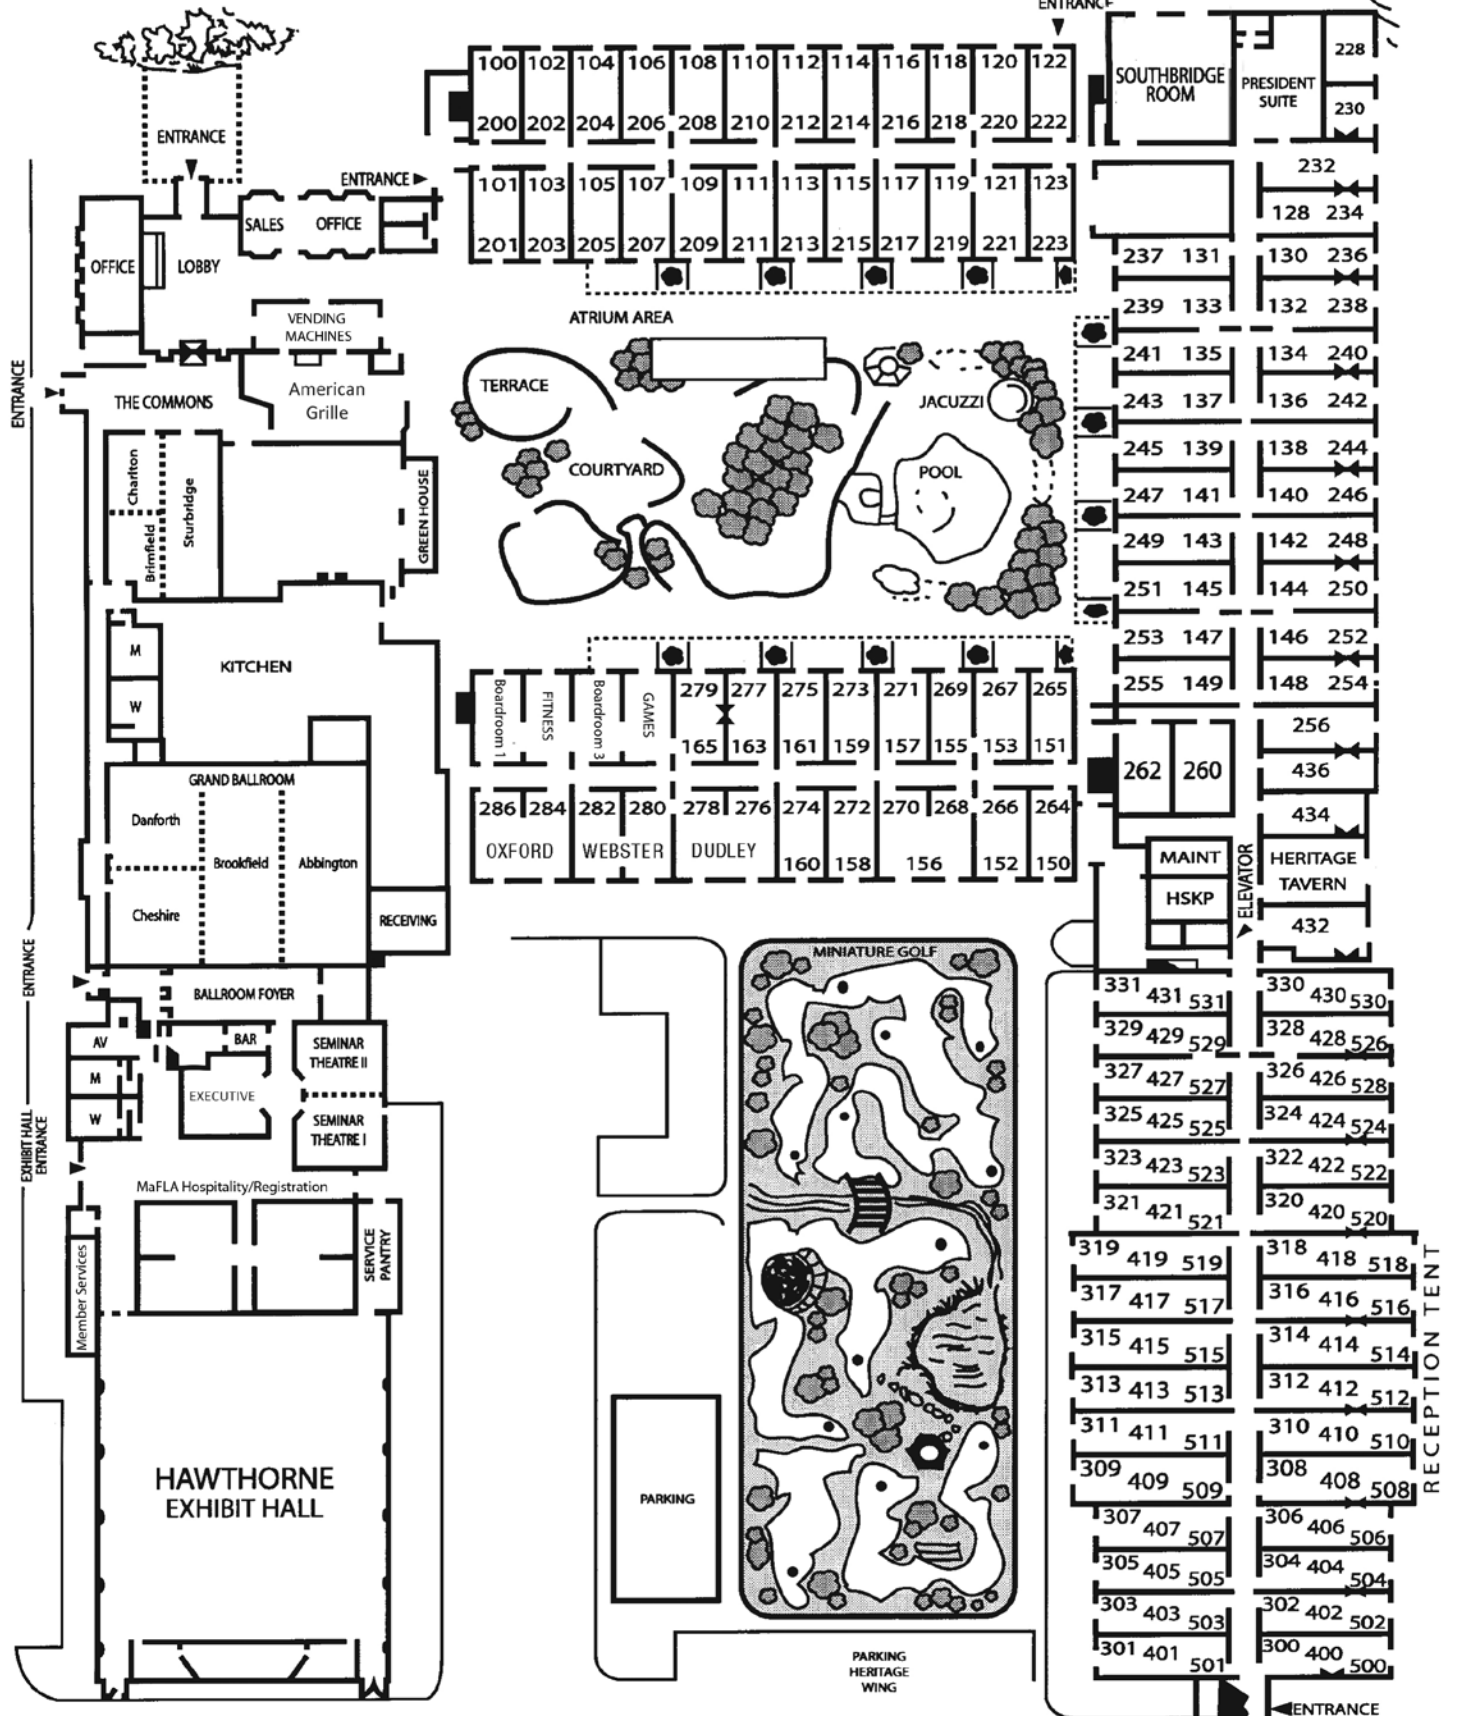 ENTRANCE
100 102 104 106 108 110 112 114 116 118 120 122
200 202 204 206 208 210 212 214 216 218 220 222
SOUTHBRIDGE
ROOM
PRESIDENT
SUITE
228
230
ENTRANCE
ENTRANCE
101 103 105 107 109 111 113 115 117 119 121 123
201 203 205 207 209 211 213 215 217 219 221 223
232
128 234
SALES
OFFICE
OFFICE
LOBBY
VENDING
MACHINES
ATRIUM AREA
237 131 130 236
239 133 132 238
241 135 134 240
243 137 136 242
245 139 138 244
247 141 140 246
249 143 142 248
251 145 144 250
253 147 146 252
255 149 148 254
ENTRANCE
THE COMMONS
American
Grille
TERRACE
JACUZZI
COURTYARD
POOL
Charlton
Brimfield
Sturbridge
GREEN HOUSE
M
W
KITCHEN
Boardroom 1
FITNESS
Boardroom 3
GAMES
279 277 275 273 271 269 267 265
165 163 161 159 157 155 153 151
286 284 282 280 278 276 274 272 270 268 266 264
OXFORD WEBSTER DUDLEY
160 158 156 152 150
256
262 260
436
434
MAINT
HSKP
ELEVATOR
HERITAGE
TAVERN
432
GRAND BALLROOM
Danforth
Brookfield
Abbington
Cheshire
RECEIVING
ENTRANCE
BALLROOM FOYER
AV
BAR
SEMINAR
THEATRE II
M
EXECUTIVE
W
SEMINAR
THEATRE I
EXHIBIT HALL
ENTRANCE
MaFLA Hospitality/Registration
Member Services
SERVICE
PANTRY
HAWTHORNE
EXHIBIT HALL
MINIATURE GOLF
PARKING
PARKING
HERITAGE
WING
331 431 531 330 430 530
329 429 529 328 428 526
327 427 527 326 426 528
325 425 525 324 424 524
323 423 523 322 422 522
321 421 521 320 420 520
319 419 519 318 418 518
317 417 517 316 416 516
315 415 515 314 414 514
313 413 513 312 412 512
311 411 511 310 410 510
309 409 509 308 408 508
307 407 507 306 406 506
305 405 505 304 404 504
303 403 503 302 402 502
301 401 501 300 400 500
RECEPTION TENT
ENTRANCE